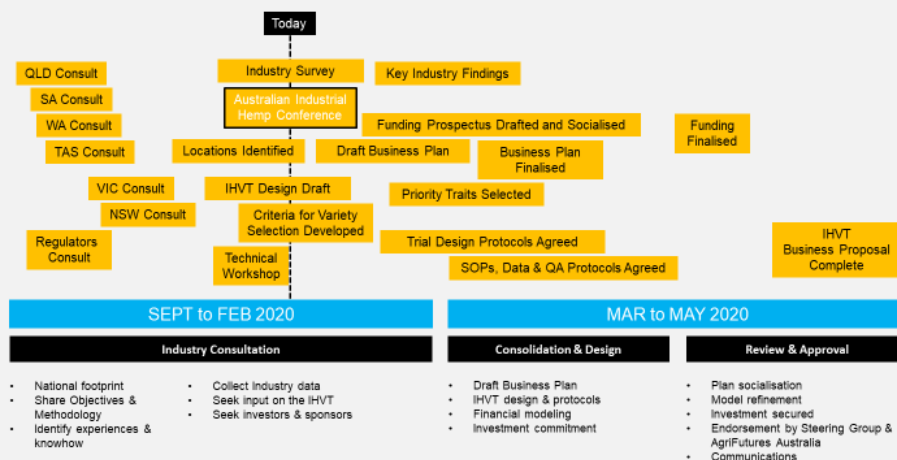 Today
QLD Consult
Industry Survey
Key Industry Findings
SA Consult
Australian Industrial
Hemp Conference
WA Consult
Funding Prospectus Drafted and Socialised
Funding
Finalised
TAS Consult
Locations Identified
Draft Business Plan
Business Plan
Finalised
VIC Consult
IHVT Design Draft
Priority Traits Selected
NSW Consult
Criteria for Variety
Selection Developed
Regulators
Consult
Technical
Workshop
Trial Design Protocols Agreed
SOPs, Data & QA Protocols Agreed
IHVT
Business Proposal
Complete
SEPT to FEB 2020
MAR to MAY 2020
Industry Consultation
Consolidation & Design
Review & Approval
• National footprint
• Share Objectives &
Methodology
• Identify experiences &
knowhow
• Collect Industry data
• Seek input on the IHVT
• Seek investors & sponsors
• Draft Business Plan
• IHVT design & protocols
• Financial modeling
• Investment commitment
• Plan socialisation
• Model refinement
• Investment secured
• Endorsement by Steering Group &
AgriFutures Australia
• Communications